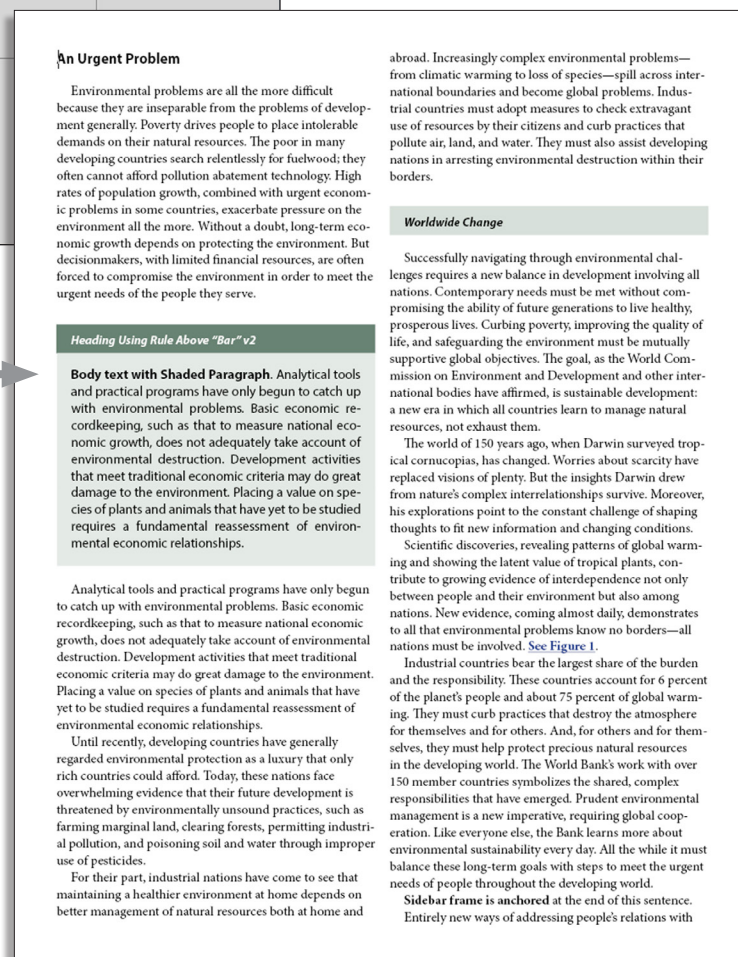 An Urgent Problem
Environmental problems are all the more difficult
because they are inseparable from the problems of develop-
ment generally. Poverty drives people to place intolerable
demands on their natural resources. The poor in many
developing countries search relentlessly for fuelwood; they
often cannot afford pollution abatement technology. High
rates of population growth, combined with urgent econom-
ic problems in some countries, exacerbate pressure on the
environment all the more. Without a doubt, long-term eco-
nomic growth depends on protecting the environment. But
decisionmakers, with limited financial resources, are often
forced to compromise the environment in order to meet the
urgent needs of the people they serve.
Heading Using Rule Above “Bar” v2
Body text with Shaded Paragraph. Analytical tools
and practical programs have only begun to catch up
with environmental problems. Basic economic re-
cordkeeping, such as that to measure national eco-
nomic growth, does not adequately take account of
environmental destruction. Development activities
that meet traditional economic criteria may do great
damage to the environment. Placing a value on spe-
cies of plants and animals that have yet to be studied
requires a fundamental reassessment of environ-
mental economic relationships.
Analytical tools and practical programs have only begun
to catch up with environmental problems. Basic economic
recordkeeping, such as that to measure national economic
growth, does not adequately take account of environmental
destruction. Development activities that meet traditional
economic criteria may do great damage to the environment.
Placing a value on species of plants and animals that have
yet to be studied requires a fundamental reassessment of
environmental economic relationships.
Until recently, developing countries have generally
regarded environmental protection as a luxury that only
rich countries could afford. Today, these nations face
overwhelming evidence that their future development is
threatened by environmentally unsound practices, such as
farming marginal land, clearing forests, permitting industri-
al pollution, and poisoning soil and water through improper
use of pesticides.
For their part, industrial nations have come to see that
maintaining a healthier environment at home depends on
better management of natural resources both at home and
abroad. Increasingly complex environmental problems—
from climatic warming to loss of species—spill across inter-
national boundaries and become global problems. Indus-
trial countries must adopt measures to check extravagant
use of resources by their citizens and curb practices that
pollute air, land, and water. They must also assist developing
nations in arresting environmental destruction within their
borders.
Worldwide Change
Successfully navigating through environmental chal-
lenges requires a new balance in development involving all
nations. Contemporary needs must be met without com-
promising the ability of future generations to live healthy,
prosperous lives. Curbing poverty, improving the quality of
life, and safeguarding the environment must be mutually
supportive global objectives. The goal, as the World Com-
mission on Environment and Development and other inter-
national bodies have affirmed, is sustainable development:
a new era in which all countries learn to manage natural
resources, not exhaust them.
The world of 150 years ago, when Darwin surveyed trop-
ical cornucopias, has changed. Worries about scarcity have
replaced visions of plenty. But the insights Darwin drew
from nature’s complex interrelationships survive. Moreover,
his explorations point to the constant challenge of shaping
thoughts to fit new information and changing conditions.
Scientific discoveries, revealing patterns of global warm-
ing and showing the latent value of tropical plants, con-
tribute to growing evidence of interdependence not only
between people and their environment but also among
nations. New evidence, coming almost daily, demonstrates
to all that environmental problems know no borders—all
nations must be involved. See Figure 1.
Industrial countries bear the largest share of the burden
and the responsibility. These countries account for 6 percent
of the planet’s people and about 75 percent of global warm-
ing. They must curb practices that destroy the atmosphere
for themselves and for others. And, for others and for them-
selves, they must help protect precious natural resources
in the developing world. The World Bank’s work with over
150 member countries symbolizes the shared, complex
responsibilities that have emerged. Prudent environmental
management is a new imperative, requiring global coop-
eration. Like everyone else, the Bank learns more about
environmental sustainability every day. All the while it must
balance these long-term goals with steps to meet the urgent
needs of people throughout the developing world.
Sidebar frame is anchored at the end of this sentence.
Entirely new ways of addressing people’s relations with